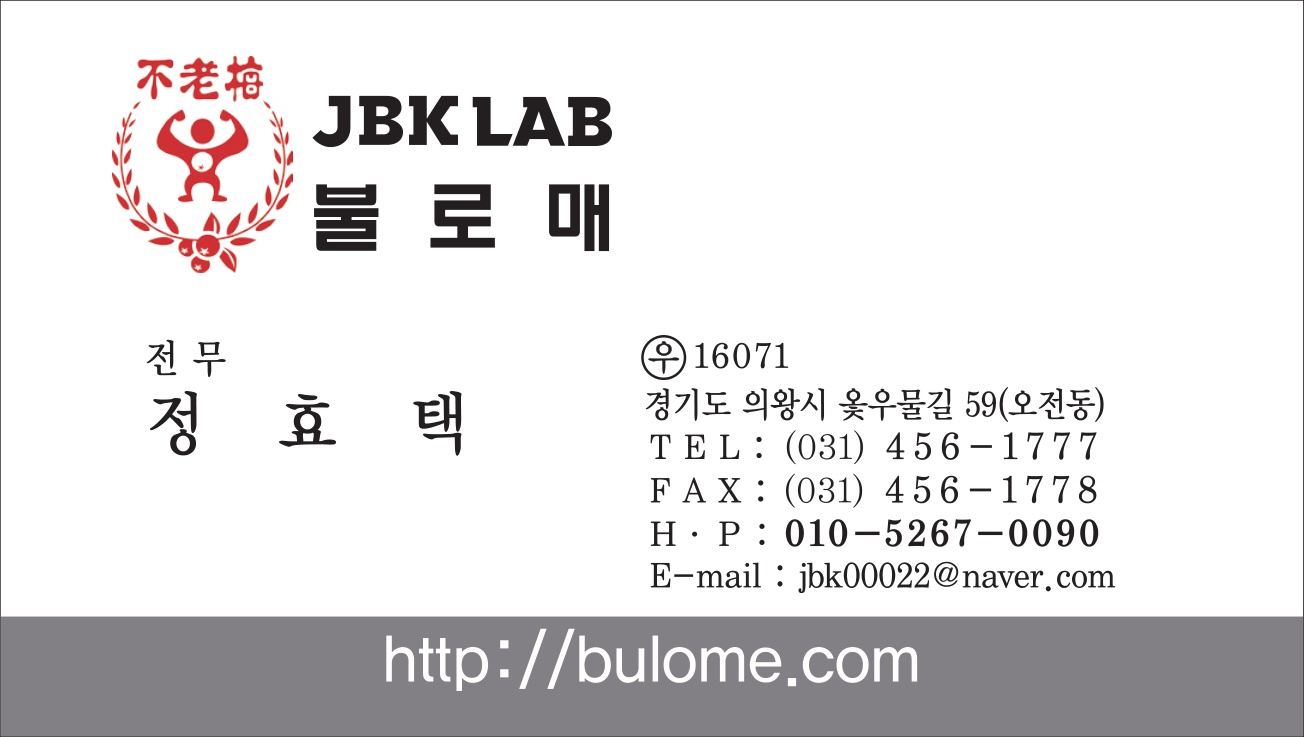 不老梅
JBK LAB
불로매
전무
정효택
㉾16071
경기도 의왕시 옻우물길 59(오전동)
TEL : (031) 456-1777
FAX : (031) 456-1778
H·P : 010-5267-0090
E-mail : jbk00022@naver.com
http://bulome.com